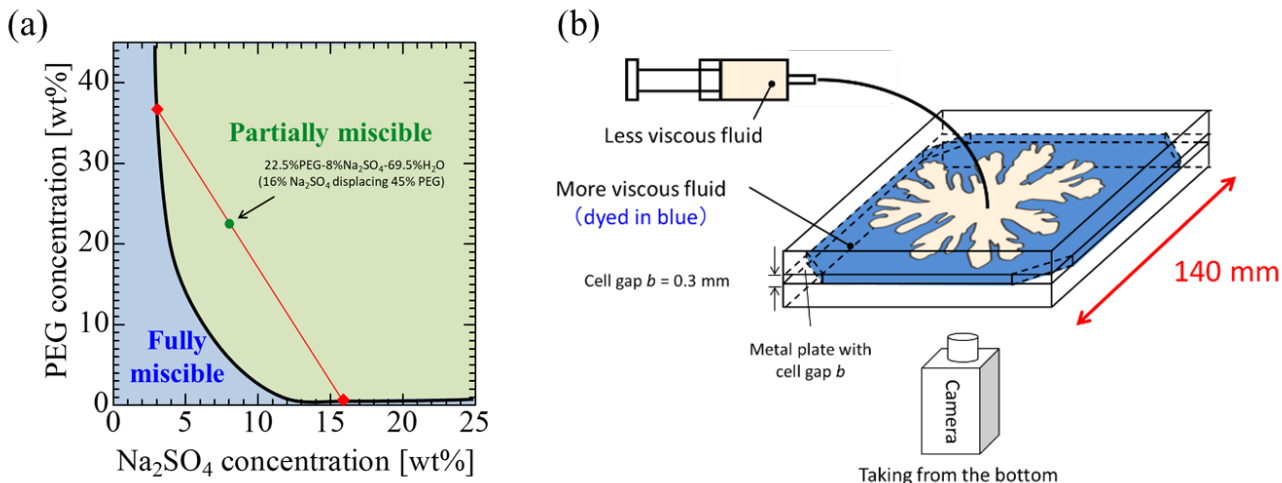 (a)
(b)
PEG concentration [wt%]
40
30
20
10
0
0
5
10
15
20
25
Na₂SO₄ concentration [wt%]
Partially miscible
22.5%PEG-8%Na₂SO₄-69.5%H₂O
(16% Na₂SO₄ displacing 45% PEG)
Fully
miscible
Less viscous fluid
More viscous fluid
(dyed in blue)
Cell gap b = 0.3 mm
Metal plate with
cell gap b
140 mm
Camera
Taking from the bottom